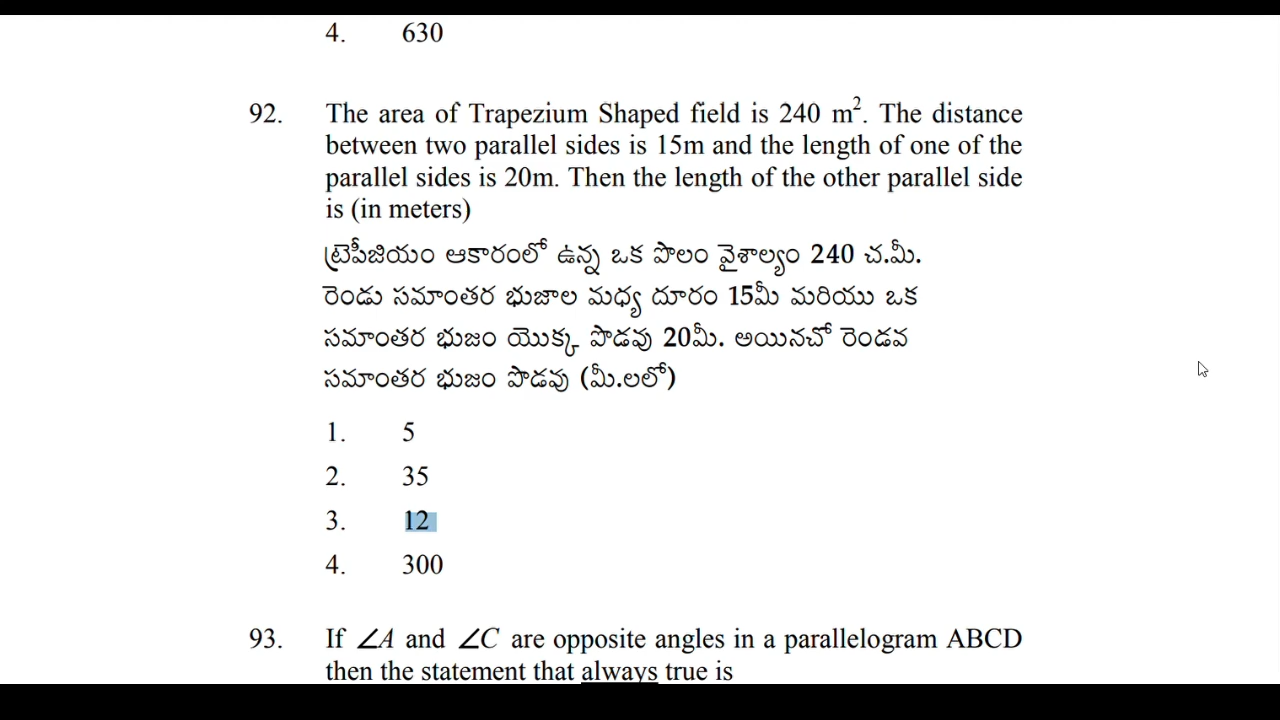 4. 630
92. The area of Trapezium Shaped field is 240 m². The distance
between two parallel sides is 15m and the length of one of the
parallel sides is 20m. Then the length of the other parallel side
is (in meters)
ట్రెపీజియం ఆకారంలో ఉన్న ఒక పొలం వైశాల్యం 240 చ.మీ.
రెండు సమాంతర భుజాల మధ్య దూరం 15మీ మరియు ఒక
సమాంతర భుజం యొక్క పొడవు 20మీ. అయినచో రెండవ
సమాంతర భుజం పొడవు (మీ.లలో)
1. 5
2. 35
3. 12
4. 300
93. If ∠A and ∠C are opposite angles in a parallelogram ABCD
then the statement that always true is